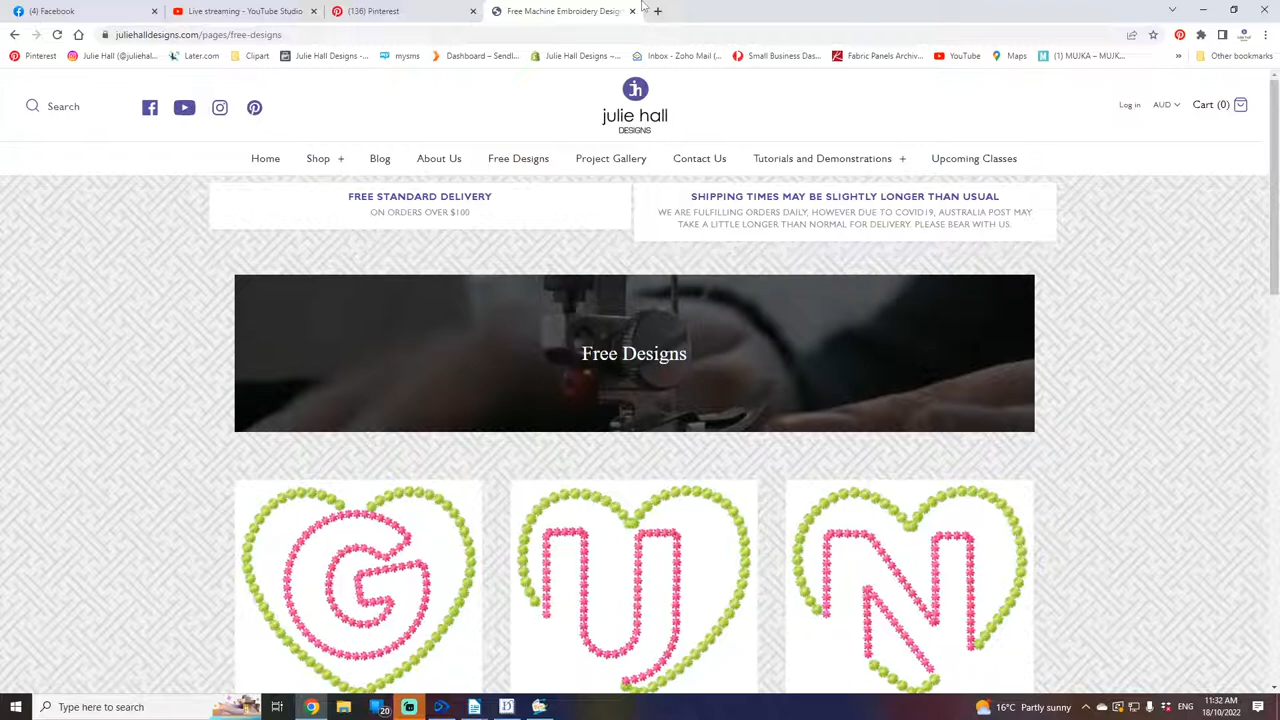 (4) Facebook
Live streaming - YouTube Studio
(136) Pinterest
Free Machine Embroidery Desig
juliehalldesigns.com/pages/free-designs
Pinterest
Julie Hall (@juliehall...
Later.com
Clipart
Julie Hall Designs -...
mysms
Dashboard – Sendl...
Julie Hall Designs ~...
Inbox - Zoho Mail (...
Small Business Das...
Fabric Panels Archiv...
YouTube
Maps
(1) MUJKA – MUJK...
»
Other bookmarks
Search
jh
julie hall
DESIGNS
Log in
AUD
Cart (0)
Home
Shop +
Blog
About Us
Free Designs
Project Gallery
Contact Us
Tutorials and Demonstrations +
Upcoming Classes
FREE STANDARD DELIVERY
ON ORDERS OVER $100
SHIPPING TIMES MAY BE SLIGHTLY LONGER THAN USUAL
WE ARE FULFILLING ORDERS DAILY, HOWEVER DUE TO COVID19, AUSTRALIA POST MAY
TAKE A LITTLE LONGER THAN NORMAL FOR DELIVERY. PLEASE BEAR WITH US.
Free Designs
G U N
Type here to search
20
16°C Partly sunny
ENG
11:32 AM
18/10/2022